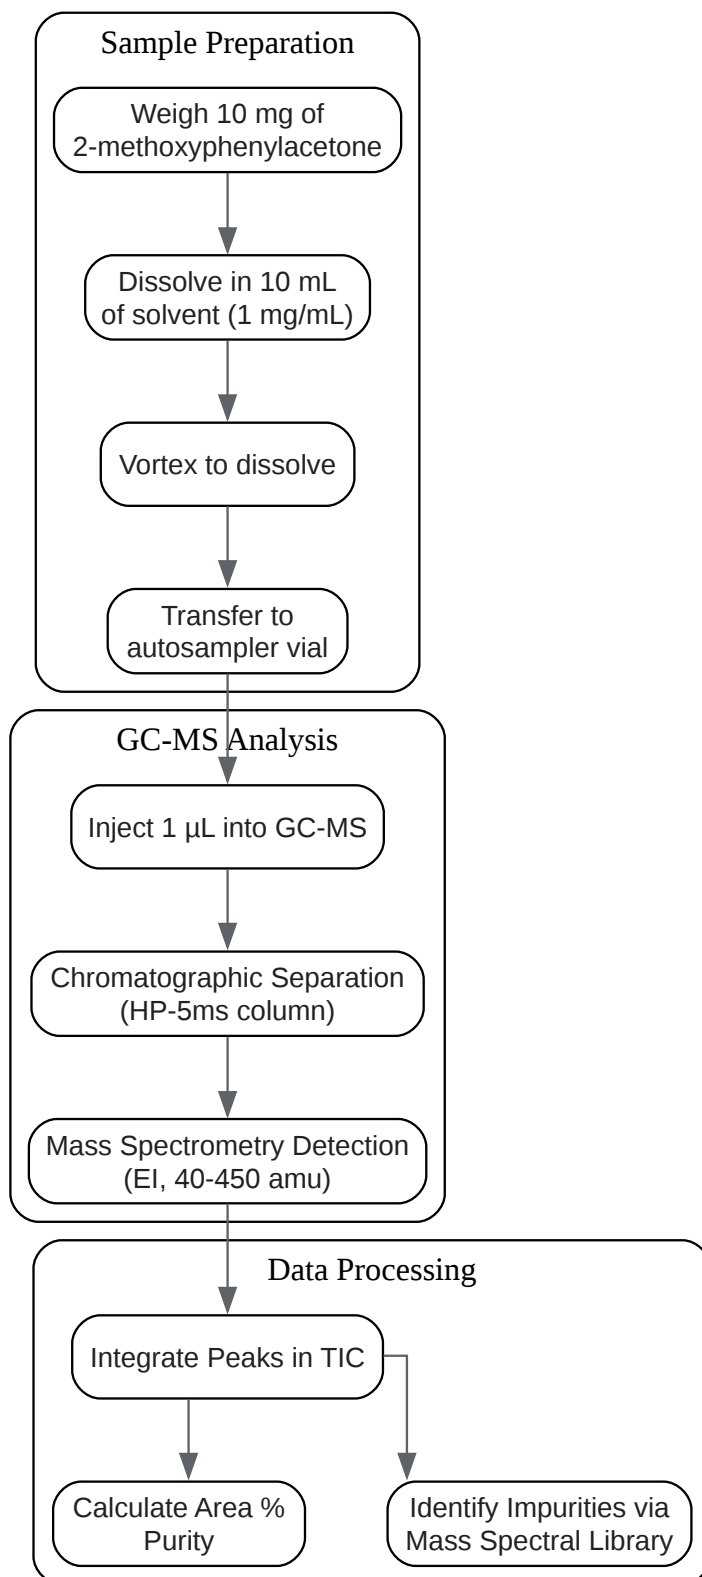 Sample Preparation
Weigh 10 mg of
2-methoxyphenylacetone
Dissolve in 10 mL
of solvent (1 mg/mL)
Vortex to dissolve
Transfer to
autosampler vial
GC-MS Analysis
Inject 1 µL into GC-MS
Chromatographic Separation
(HP-5ms column)
Mass Spectrometry Detection
(EI, 40-450 amu)
Data Processing
Integrate Peaks in TIC
Calculate Area %
Purity
Identify Impurities via
Mass Spectral Library